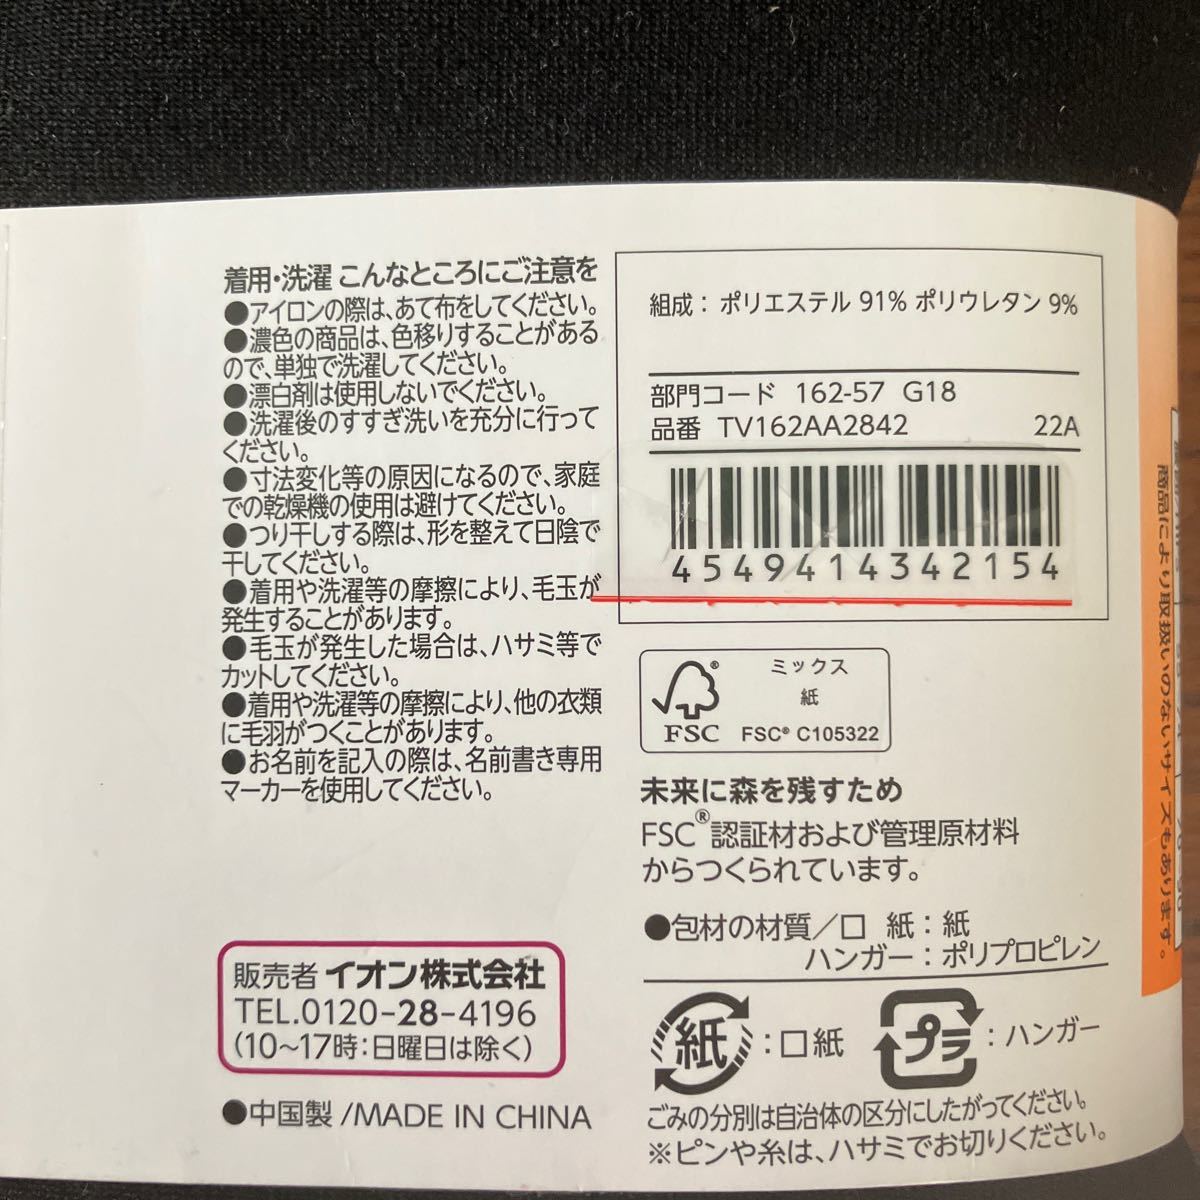 着用・洗濯 こんなところにご注意を
●アイロンの際は、あて布をしてください。
●濃色の商品は、色移りすることがある
ので、単独で洗濯してください。
●漂白剤は使用しないでください。
●洗濯後のすすぎ洗いを充分に行って
ください。
●寸法変化等の原因になるので、家庭
での乾燥機の使用は避けてください。
●つり干しする際は、形を整えて日陰で
干してください。
●着用や洗濯等の摩擦により、毛玉が
発生することがあります。
●毛玉が発生した場合は、ハサミ等で
カットしてください。
●着用や洗濯等の摩擦により、他の衣類
に毛羽がつくことがあります。
●お名前を記入の際は、名前書き専用
マーカーを使用してください。
販売者 イオン株式会社
TEL.0120-28-4196
(10〜17時:日曜日は除く)
●中国製/MADE IN CHINA
組成: ポリエステル 91% ポリウレタン 9%
部門コード 162-57 G18
品番 TV162AA2842 22A
4549414342154
ミックス
紙
FSC® C105322
FSC
未来に森を残すため
FSC®認証材および管理原材料
からつくられています。
●包材の材質/口 紙:紙
ハンガー:ポリプロピレン
紙:口紙
プラ:ハンガー
ごみの分別は自治体の区分にしたがってください。
※ピンや糸は、ハサミでお切りください。
商品により取扱いのないサイズもあります。